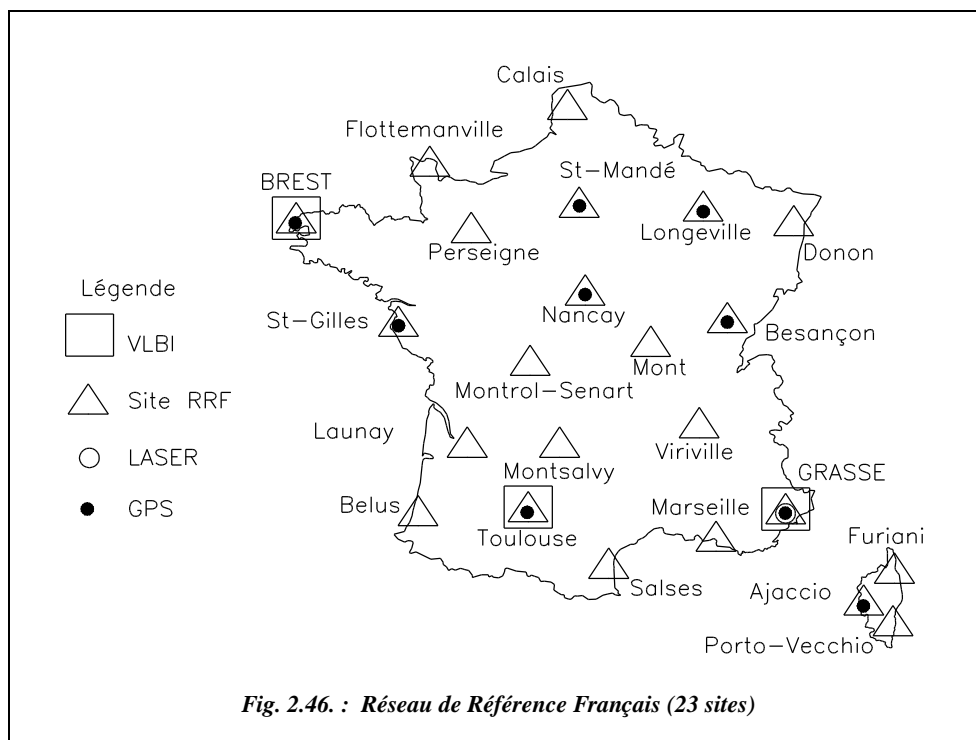 Calais
Flottemanville
St-Mandé
BREST
Longeville
Perseigne
Donon
Légende
Nancay
St-Gilles
Besançon
VLBI
Mont
Montrol-Senart
Site RRF
Launay
Viriville
LASER
Montsalvy
GRASSE
Belus
Marseille
GPS
Toulouse
Furiani
Salses
Ajaccio
Porto-Vecchio
Fig. 2.46. : Réseau de Référence Français (23 sites)